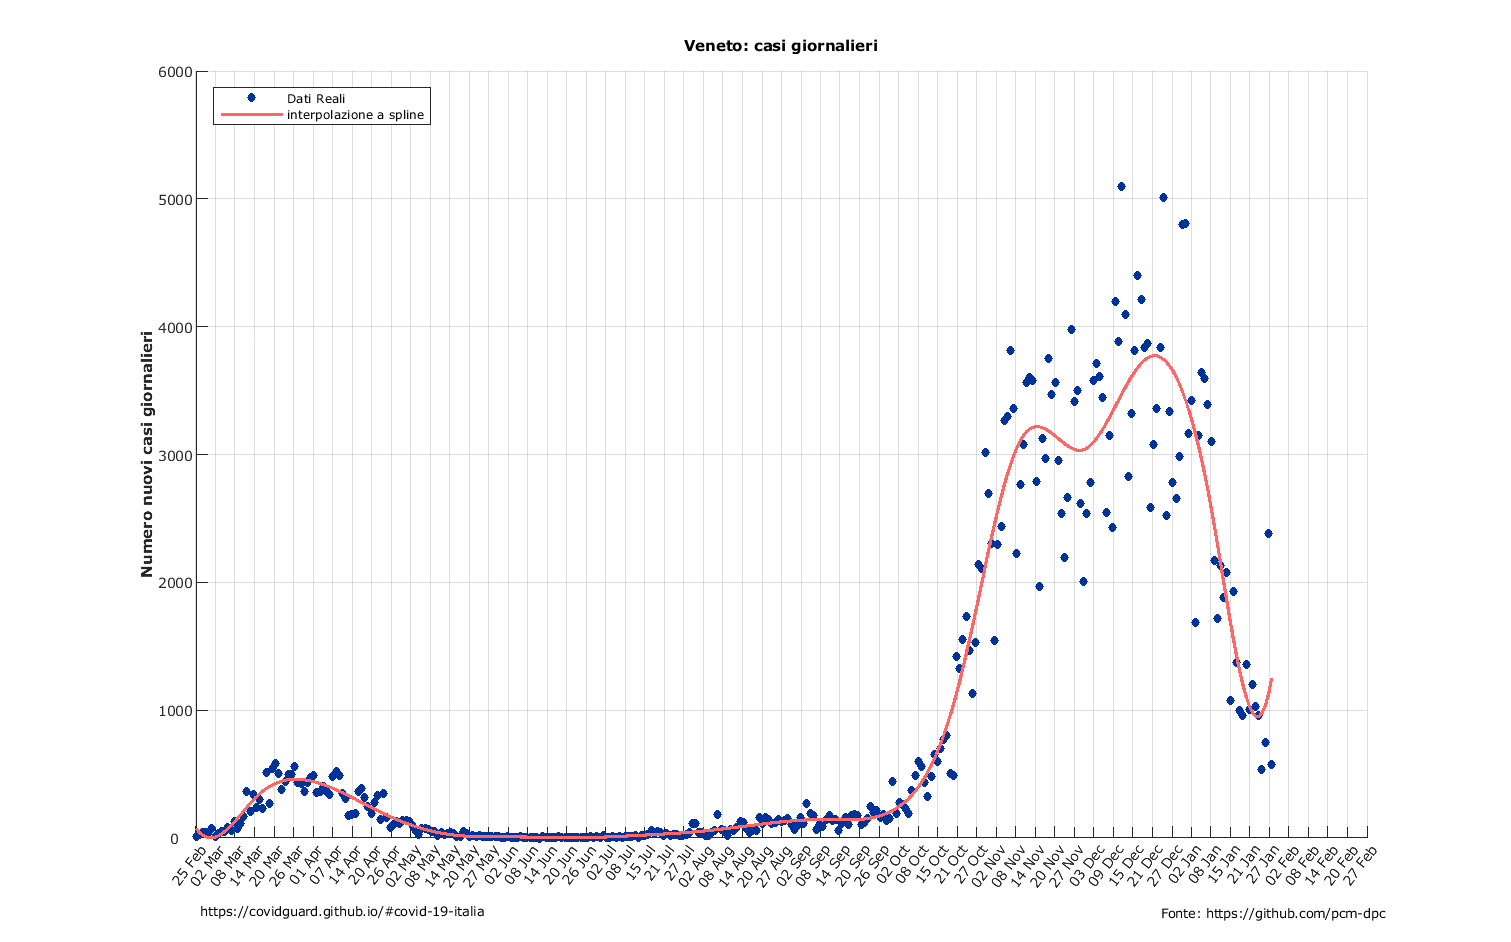 Veneto: casi giornalieri
Dati Reali
interpolazione a spline
Numero nuovi casi giornalieri
6000
5000
4000
3000
2000
1000
0
25 Feb
02 Mar
08 Mar
14 Mar
20 Mar
26 Mar
01 Apr
07 Apr
14 Apr
20 Apr
26 Apr
02 May
08 May
14 May
20 May
27 May
02 Jun
08 Jun
14 Jun
20 Jun
26 Jun
02 Jul
08 Jul
15 Jul
21 Jul
27 Jul
02 Aug
08 Aug
14 Aug
20 Aug
27 Aug
02 Sep
08 Sep
14 Sep
20 Sep
26 Sep
02 Oct
08 Oct
15 Oct
21 Oct
27 Oct
02 Nov
08 Nov
14 Nov
20 Nov
27 Nov
03 Dec
09 Dec
15 Dec
21 Dec
27 Dec
02 Jan
08 Jan
15 Jan
21 Jan
27 Jan
02 Feb
08 Feb
14 Feb
20 Feb
27 Feb
https://covidguard.github.io/#covid-19-italia
Fonte: https://github.com/pcm-dpc